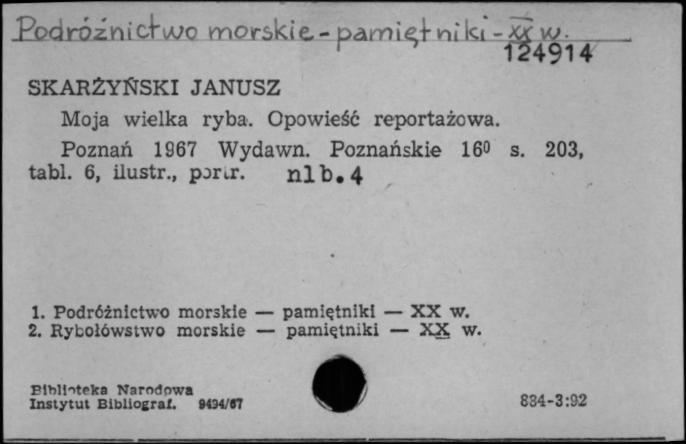 Podróżnictwo morskie - pamiętniki - XX w.
124914
SKARŻYŃSKI JANUSZ
Moja wielka ryba. Opowieść reportażowa.
Poznań 1967 Wydawn. Poznańskie 16⁰ s. 203,
tabl. 6, ilustr., portr. nlb. 4
1. Podróżnictwo morskie — pamiętniki — XX w.
2. Rybołówstwo morskie — pamiętniki — XX w.
Biblioteka Narodowa
Instytut Bibliograf. 9494/67
834-3:92